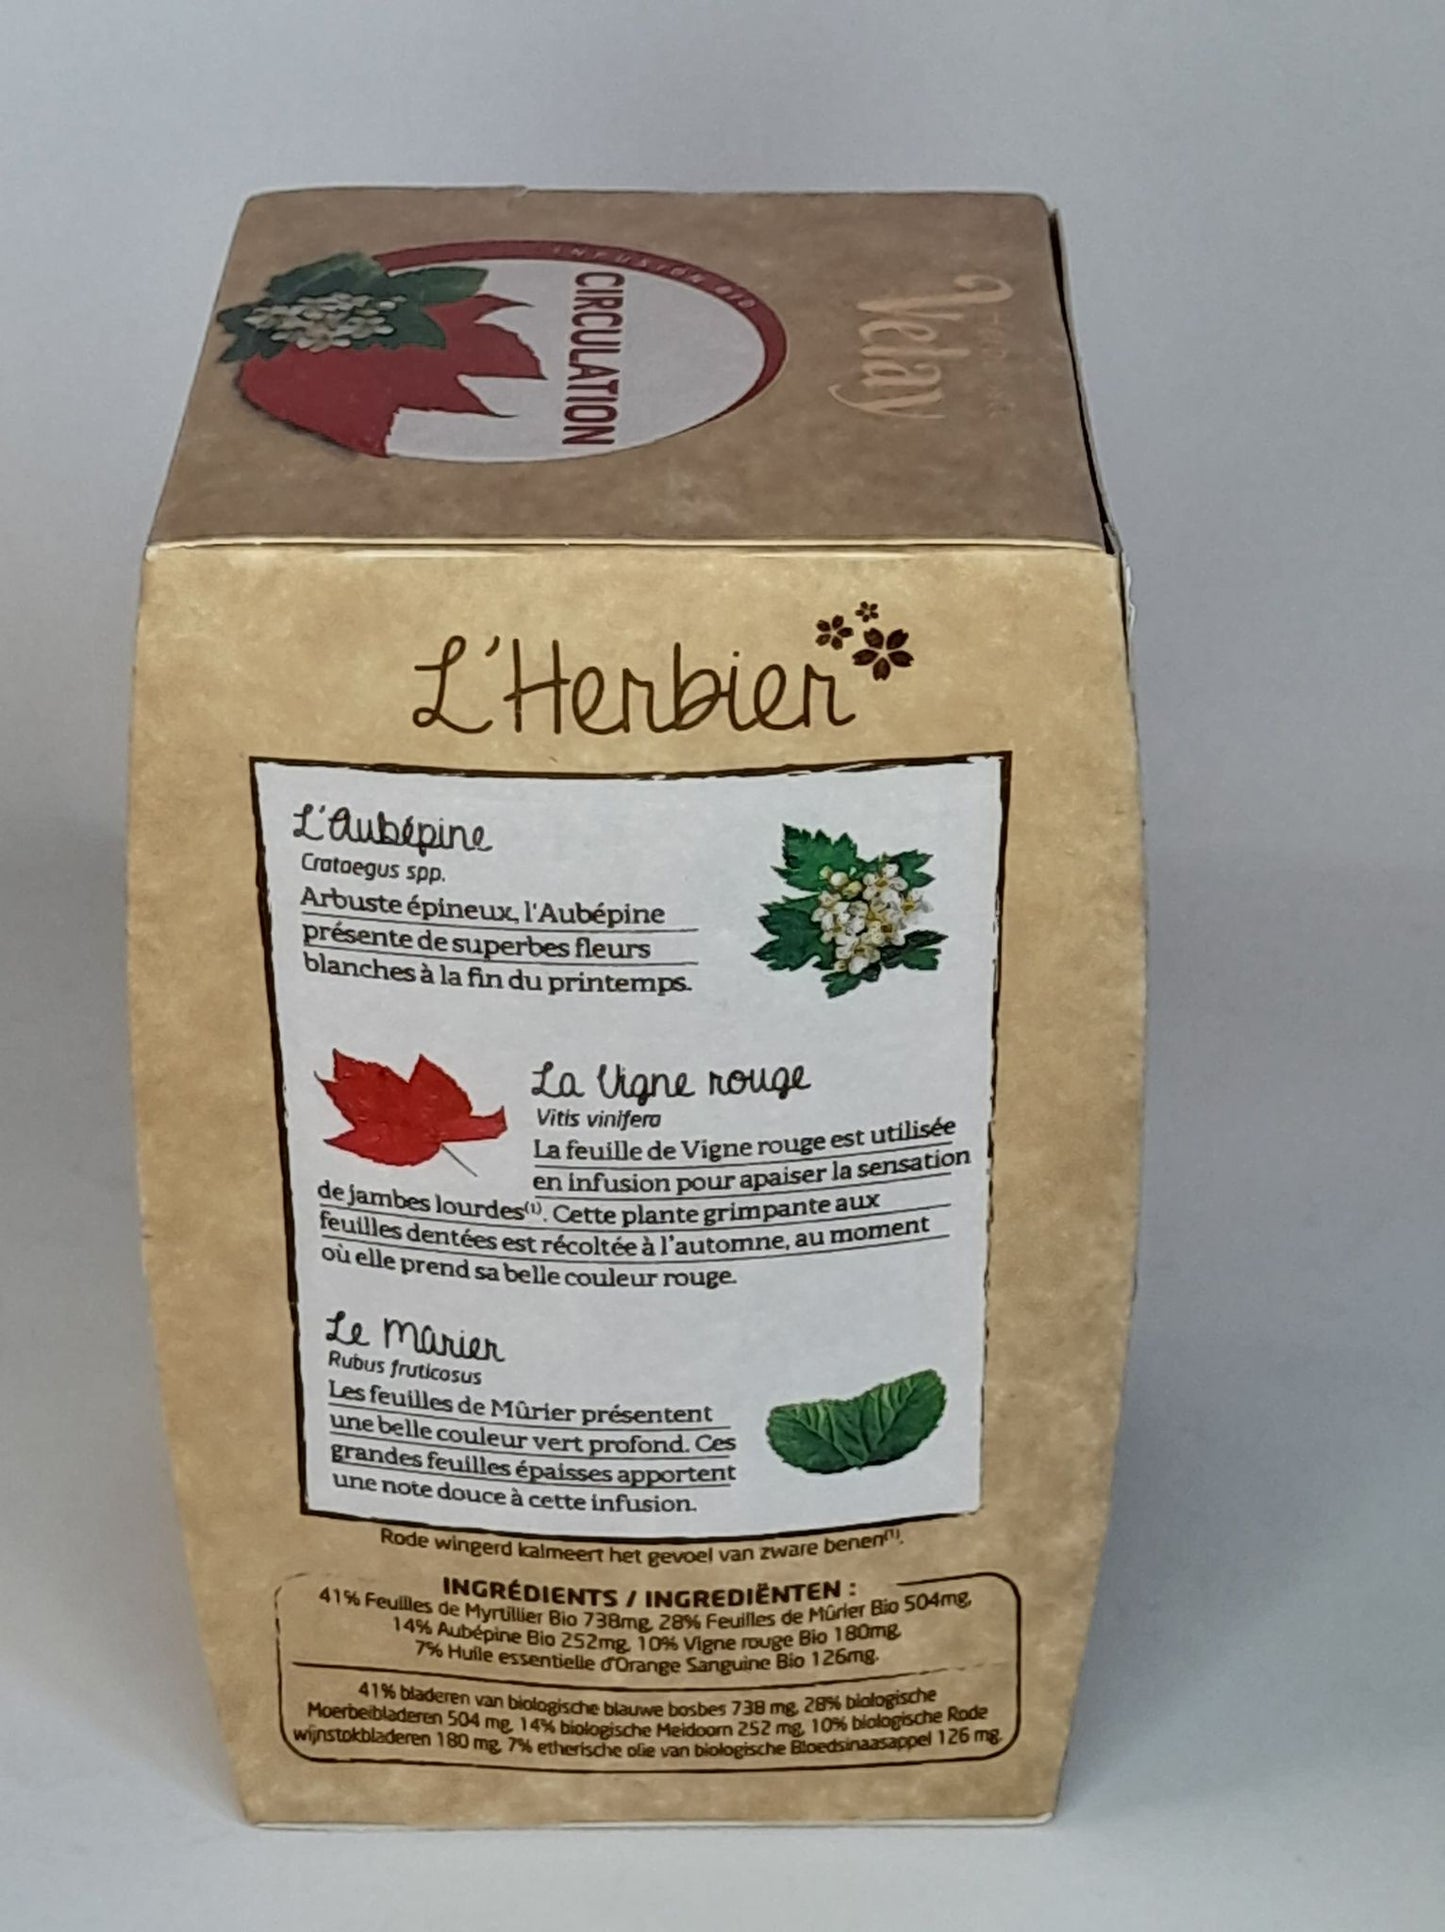 INFUSION BIO
CIRCULATION
Velay
L'Herbier
L'Aubépine
Crataegus spp.
Arbuste épineux, l'Aubépine
présente de superbes fleurs
blanches à la fin du printemps.
La Vigne rouge
Vitis vinifera
La feuille de Vigne rouge est utilisée
en infusion pour apaiser la sensation
de jambes lourdes⁽¹⁾. Cette plante grimpante aux
feuilles dentées est récoltée à l'automne, au moment
où elle prend sa belle couleur rouge.
Le Mûrier
Rubus fruticosus
Les feuilles de Mûrier présentent
une belle couleur vert profond. Ces
grandes feuilles épaisses apportent
une note douce à cette infusion.
Rode wingerd kalmeert het gevoel van zware benen⁽¹⁾.
INGRÉDIENTS / INGREDIËNTEN :
41% Feuilles de Myrtillier Bio 738mg, 28% Feuilles de Mûrier Bio 504mg,
14% Aubépine Bio 252mg, 10% Vigne rouge Bio 180mg,
7% Huile essentielle d'Orange Sanguine Bio 126mg.
41% bladeren van biologische blauwe bosbes 738 mg, 28% biologische
Moerbeibladeren 504 mg, 14% biologische Meidoorn 252 mg, 10% biologische Rode
wijnstokbladeren 180 mg, 7% etherische olie van biologische Bloedsinaasappel 126 mg.